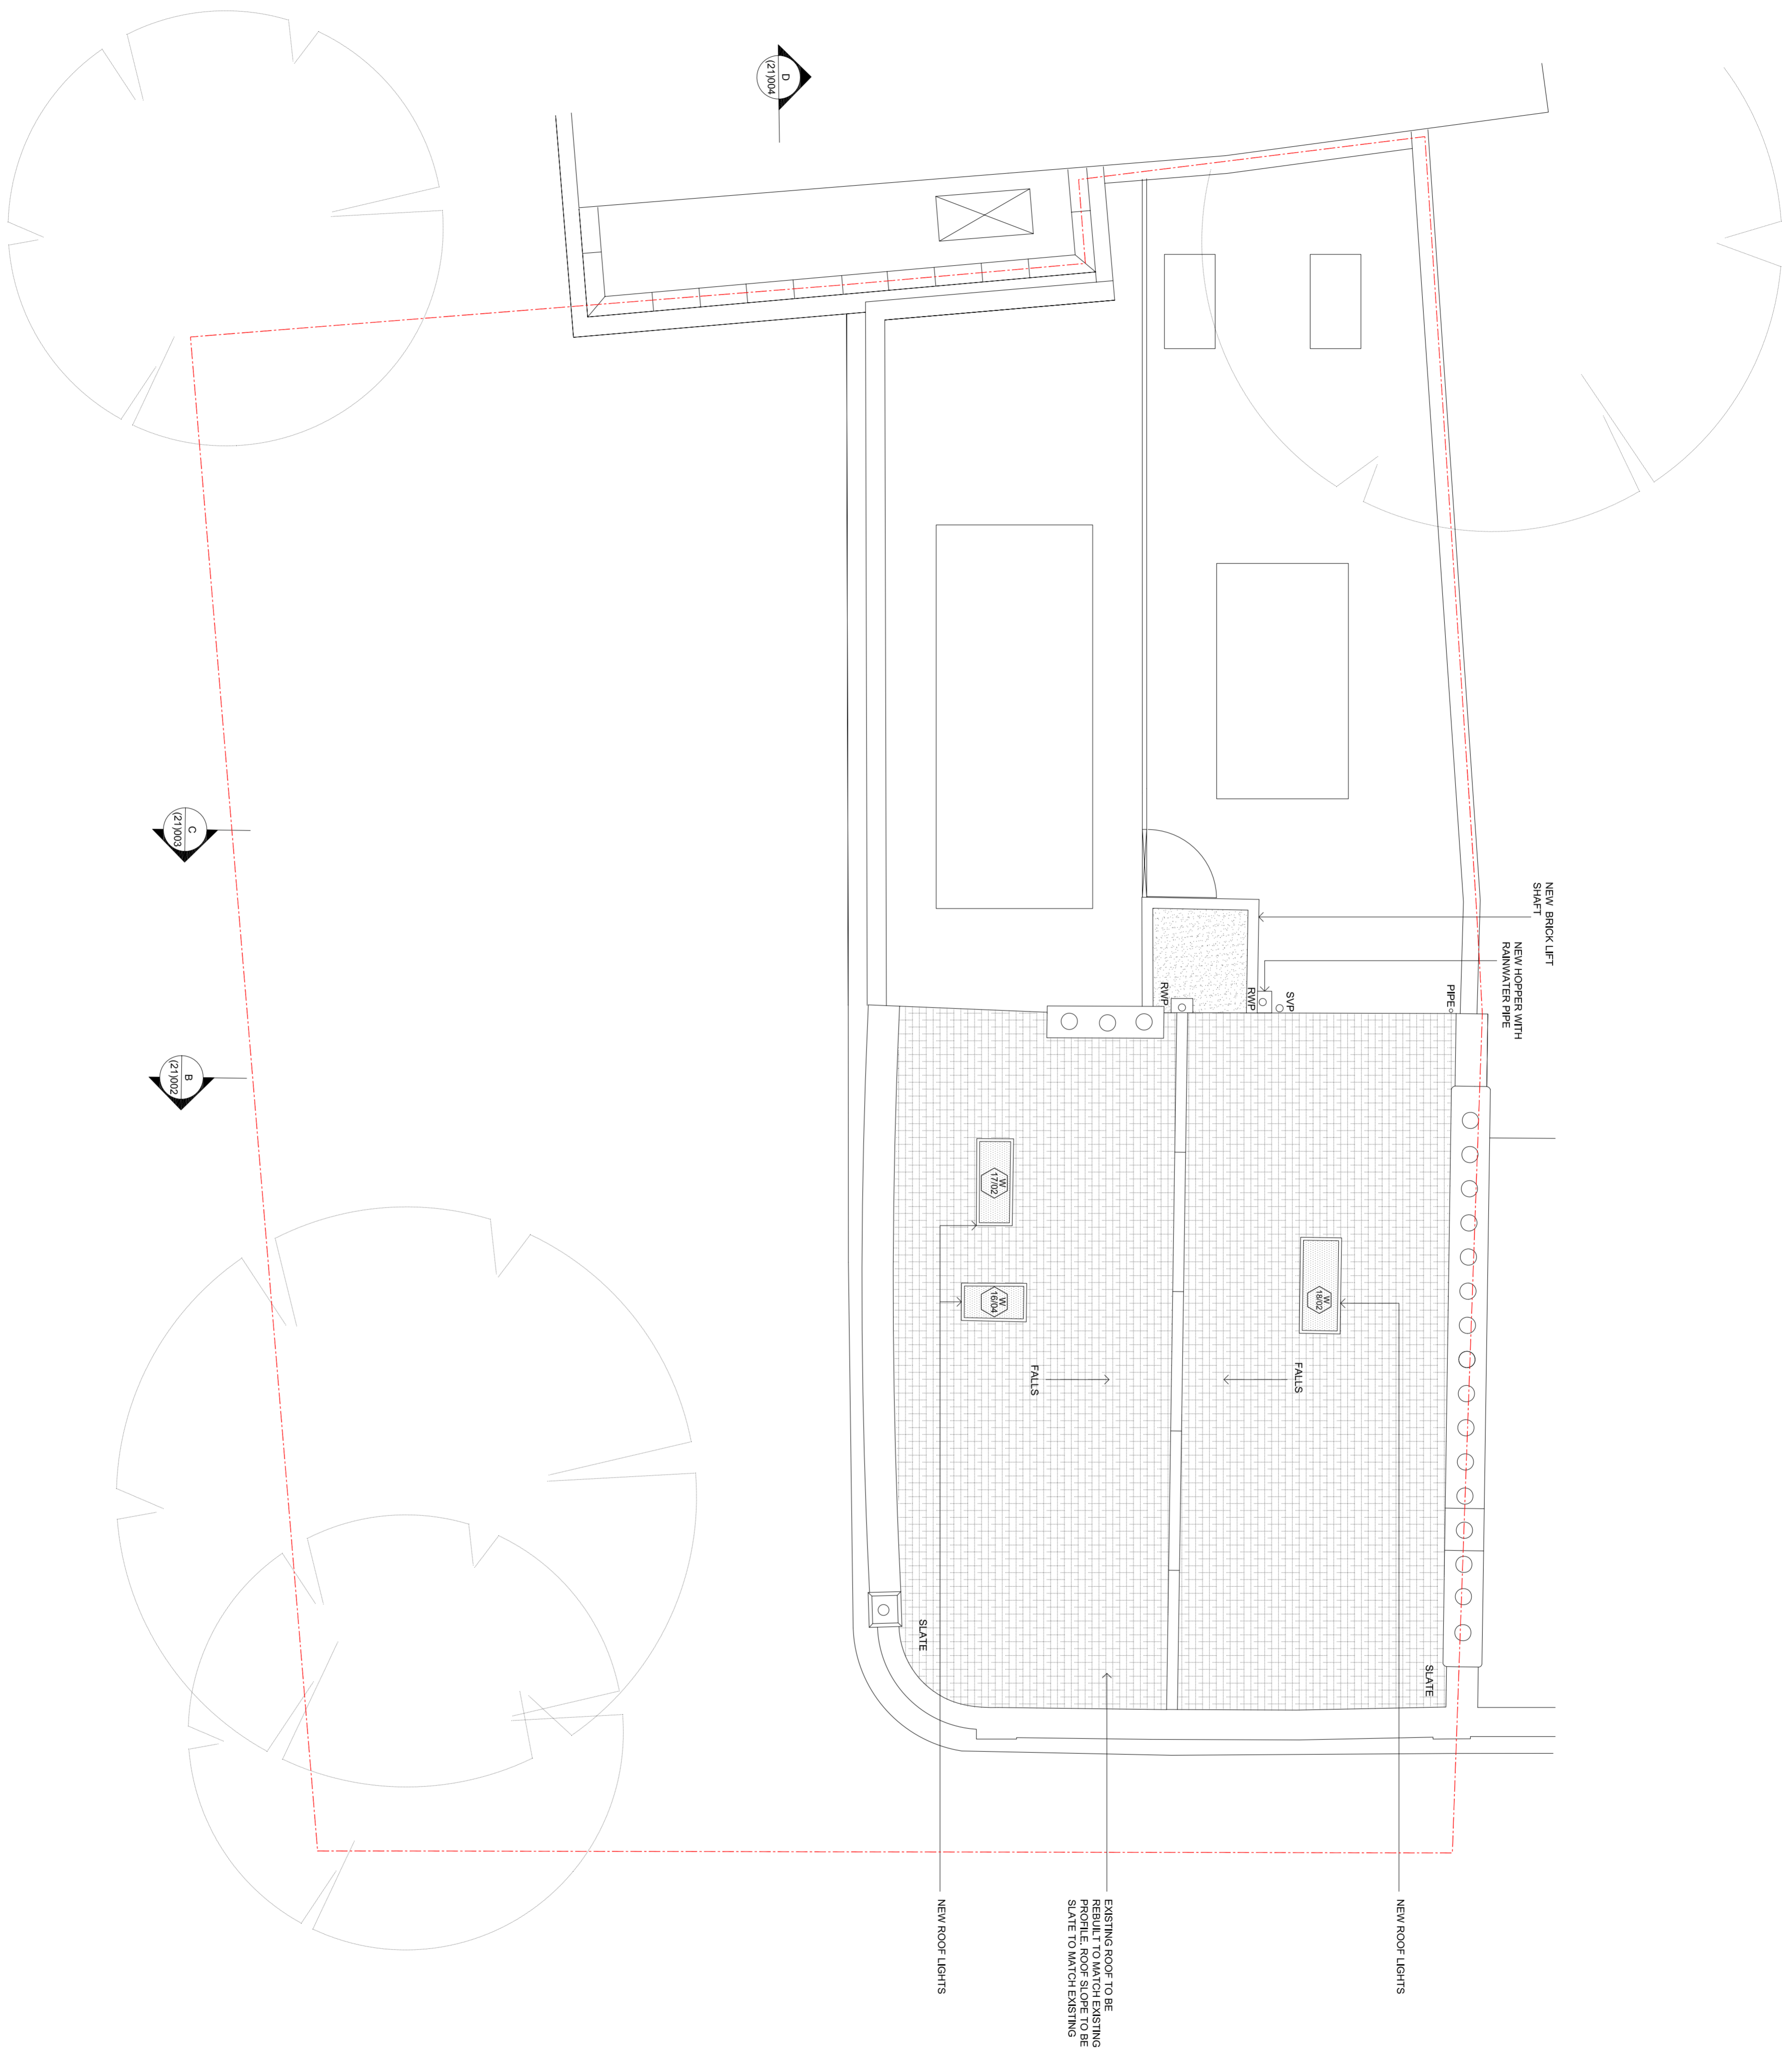 D
(21)004
C
(21)003
B
(21)002
NEW BRICK LIFT
SHAFT
NEW HOPPER WITH
RAINWATER PIPE
RWP
RWP
SVP
PIPE
W
17/02
W
16/04
W
18/02
FALLS
FALLS
SLATE
SLATE
NEW ROOF LIGHTS
EXISTING ROOF TO BE
REBUILT TO MATCH EXISTING
PROFILE. ROOF SLOPE TO BE
SLATE TO MATCH EXISTING
NEW ROOF LIGHTS